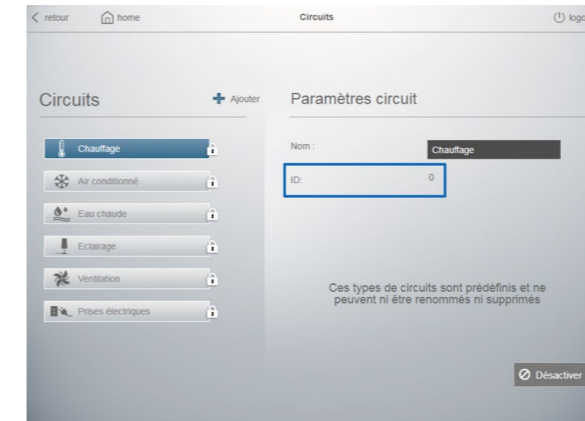 retour
home
Circuits
logo
Circuits
Ajouter
Paramètres circuit
Chauffage
Air conditionné
Eau chaude
Eclairage
Ventilation
Prises électriques
Nom :
Chauffage
ID:
0
Ces types de circuits sont prédéfinis et ne
peuvent ni être renommés ni supprimés
Désactiver